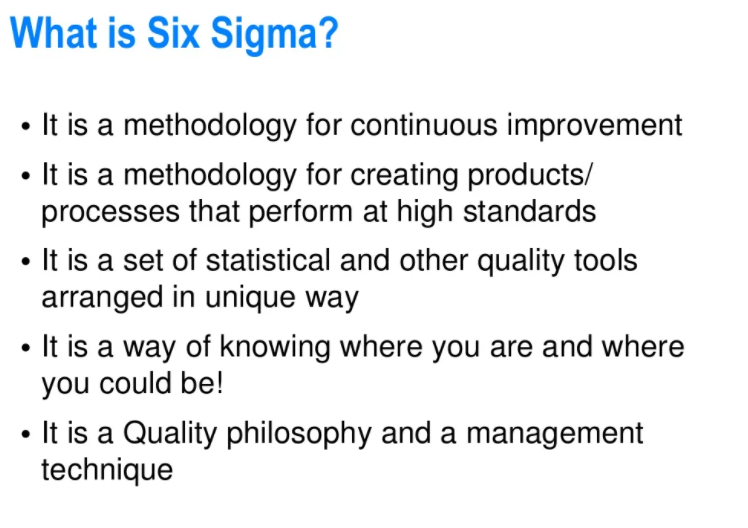 What is Six Sigma?
• It is a methodology for continuous improvement
• It is a methodology for creating products/
processes that perform at high standards
• It is a set of statistical and other quality tools
arranged in unique way
• It is a way of knowing where you are and where
you could be!
• It is a Quality philosophy and a management
technique